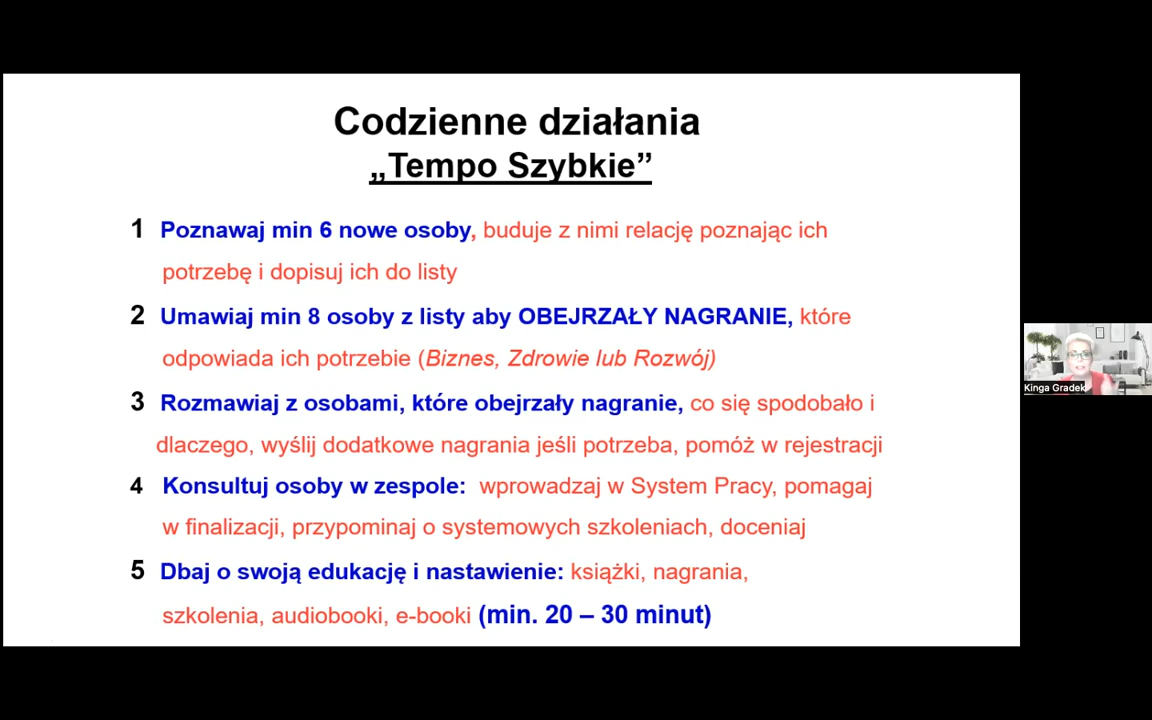 Codzienne działania
„Tempo Szybkie”
1 Poznawaj min 6 nowe osoby, buduje z nimi relację poznając ich
potrzebę i dopisuj ich do listy
2 Umawiaj min 8 osoby z listy aby OBEJRZAŁY NAGRANIE, które
odpowiada ich potrzebie (Biznes, Zdrowie lub Rozwój)
3 Rozmawiaj z osobami, które obejrzały nagranie, co się spodobało i
dlaczego, wyślij dodatkowe nagrania jeśli potrzeba, pomóż w rejestracji
4 Konsultuj osoby w zespole: wprowadzaj w System Pracy, pomagaj
w finalizacji, przypominaj o systemowych szkoleniach, doceniaj
5 Dbaj o swoją edukację i nastawienie: książki, nagrania,
szkolenia, audiobooki, e-booki (min. 20 – 30 minut)
Kinga Gradek